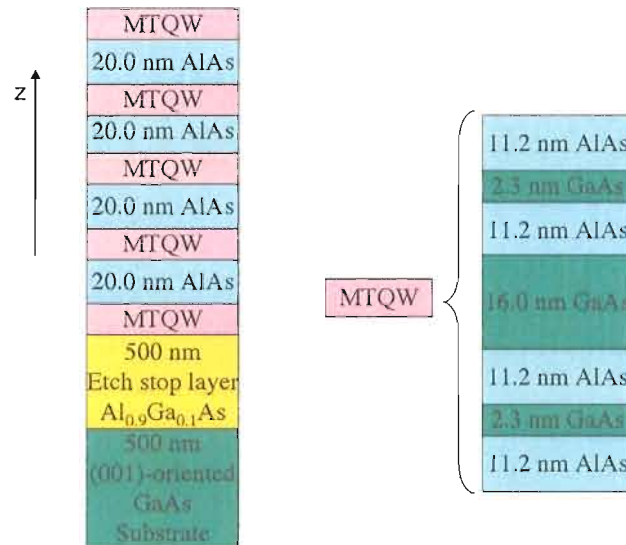 MTQW
20.0 nm AlAs
MTQW
20.0 nm AlAs
MTQW
20.0 nm AlAs
MTQW
20.0 nm AlAs
MTQW
500 nm
Etch stop layer
Al0.9Ga0.1As
500 nm
(001)-oriented
GaAs
Substrate
z
MTQW
11.2 nm AlAs
2.3 nm GaAs
11.2 nm AlAs
16.0 nm GaAs
11.2 nm AlAs
2.3 nm GaAs
11.2 nm AlAs